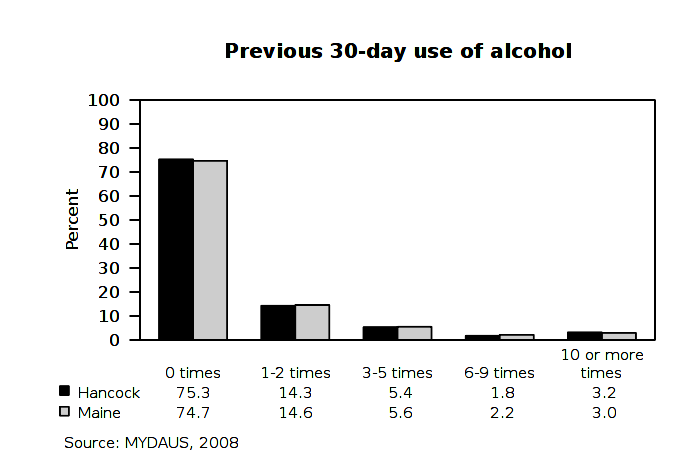 Previous 30-day use of alcohol
100
90
80
70
60
50
40
30
20
10
0
Percent
0 times 1-2 times 3-5 times 6-9 times 10 or more times
Hancock 75.3 14.3 5.4 1.8 3.2
Maine 74.7 14.6 5.6 2.2 3.0
Source: MYDAUS, 2008